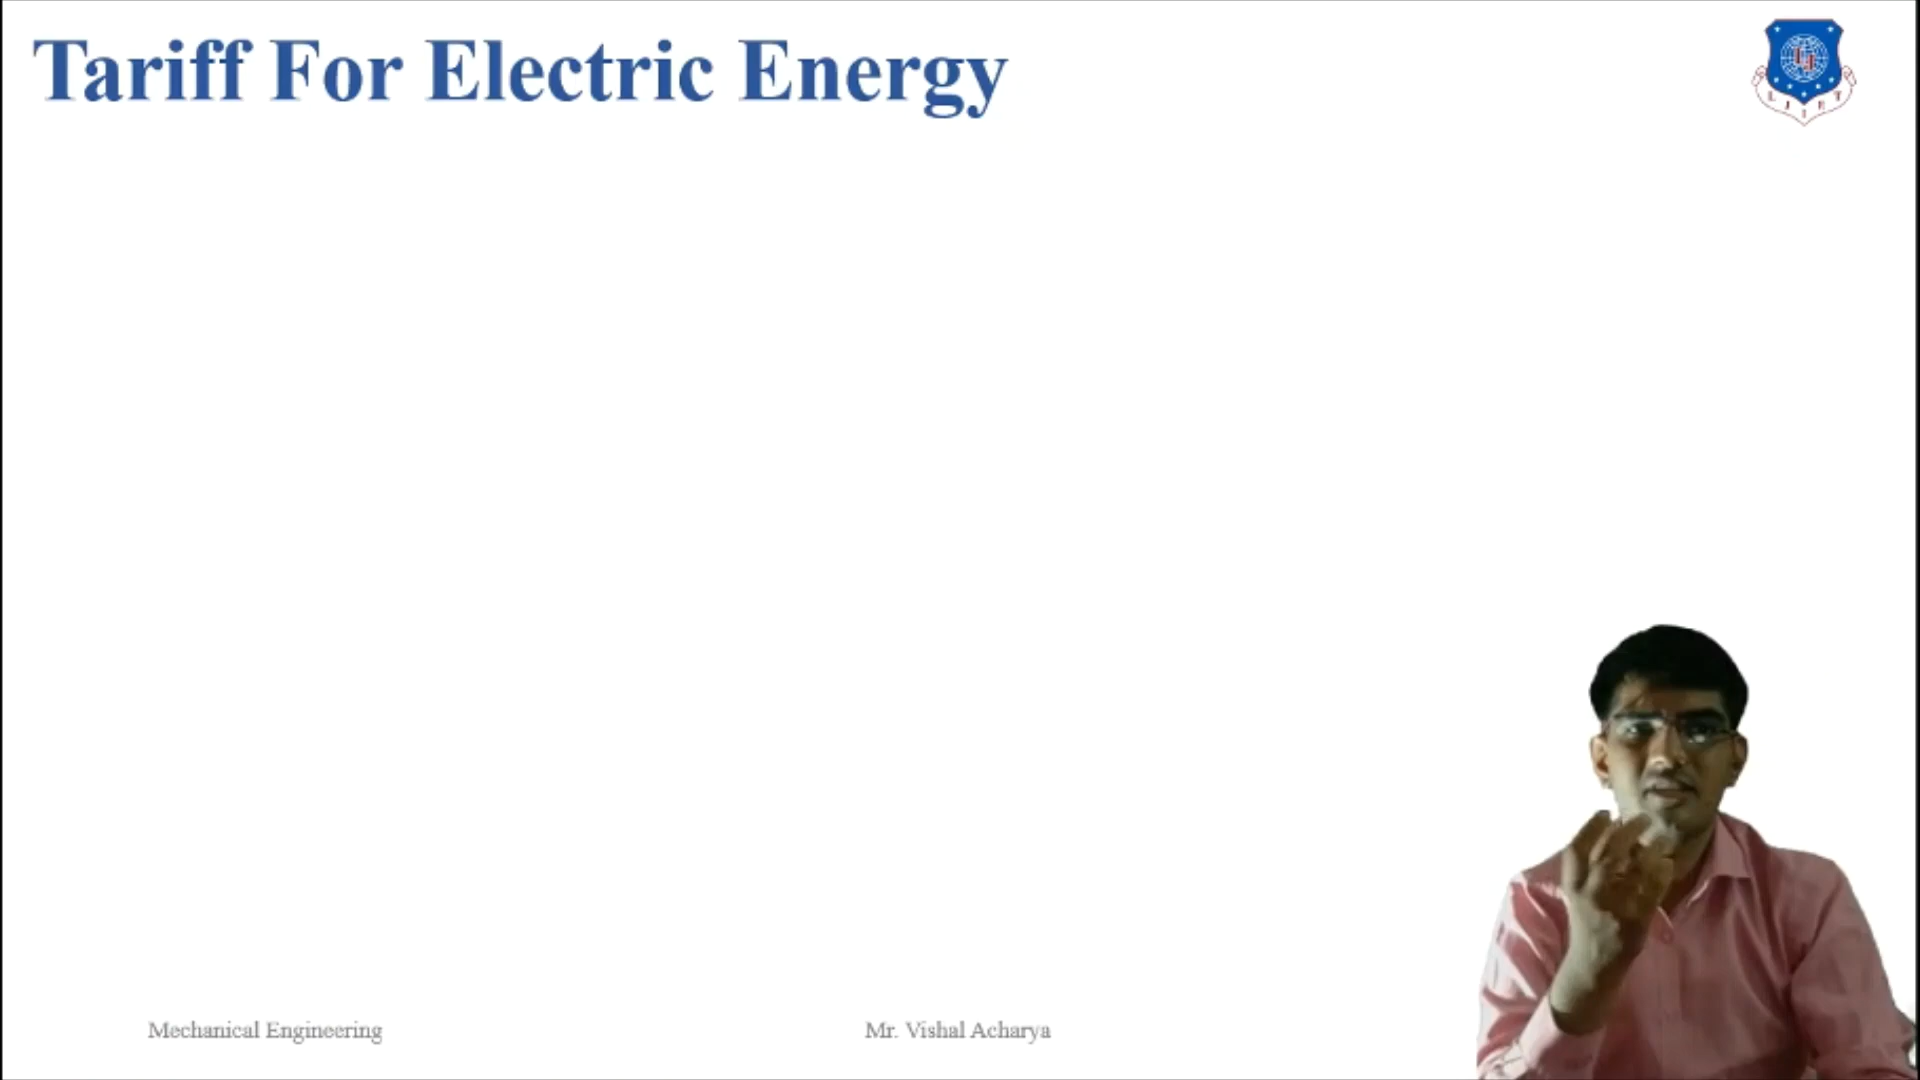 Tariff For Electric Energy
L J I E T
Mechanical Engineering
Mr. Vishal Acharya